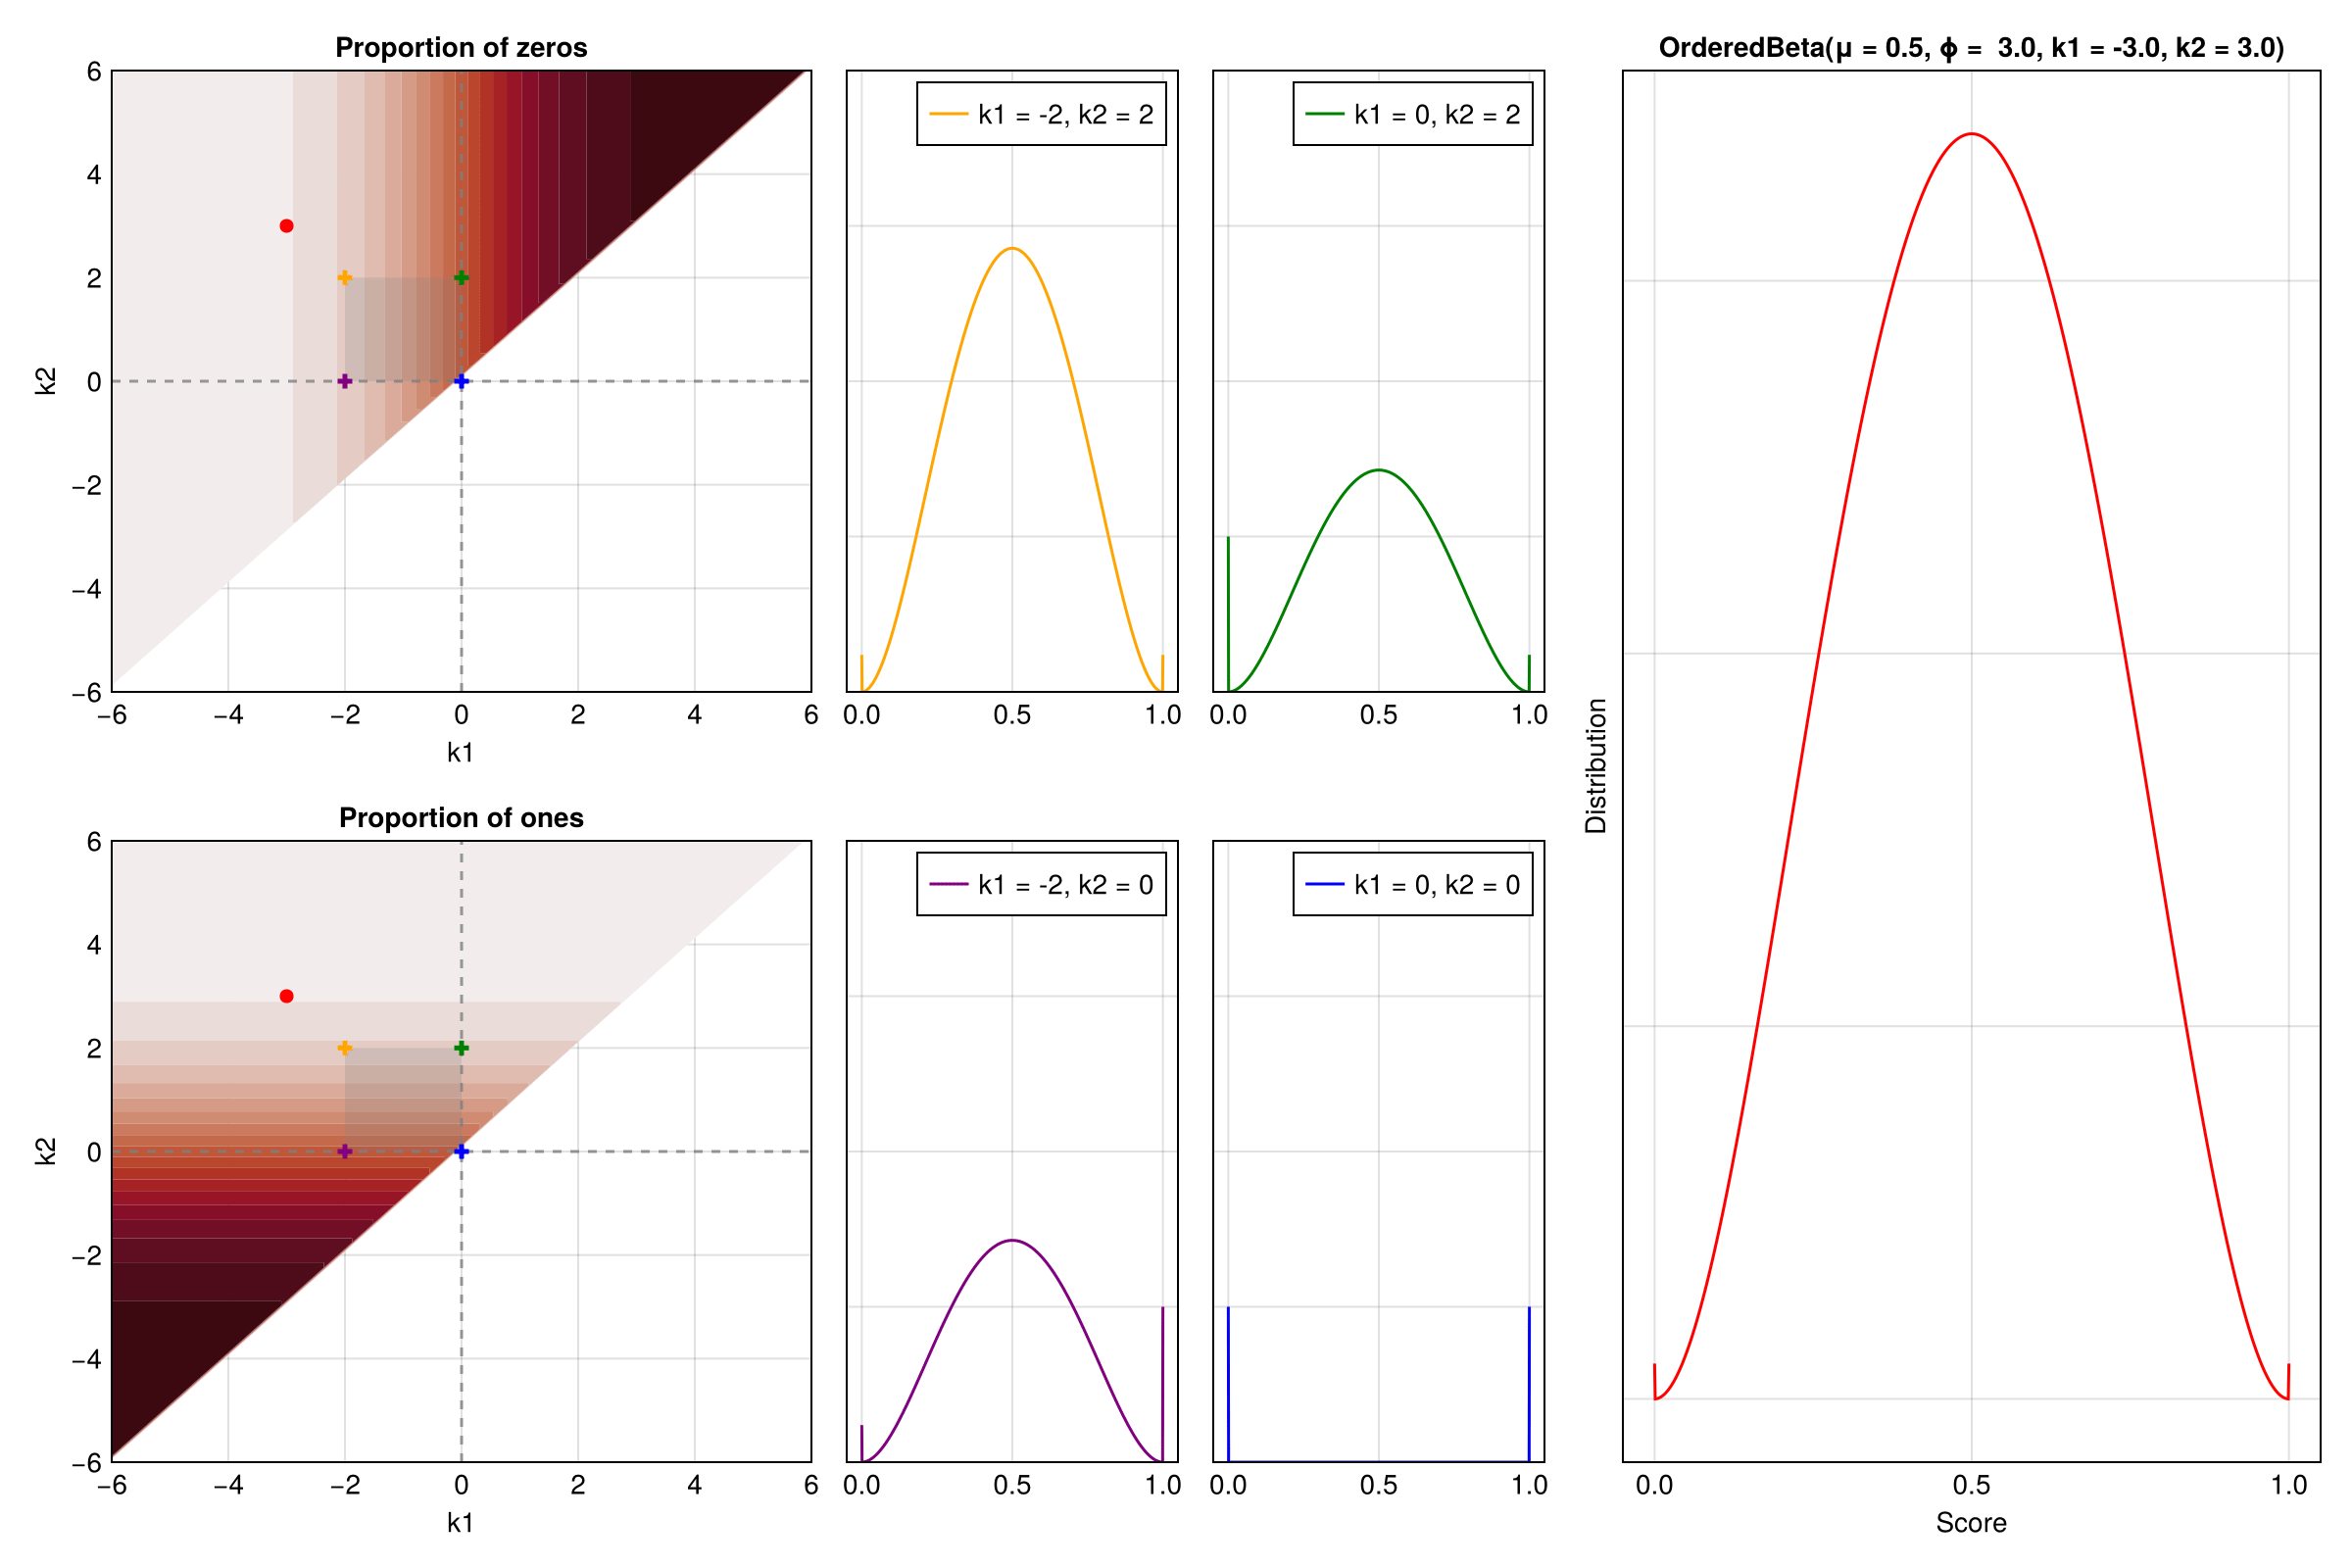 Proportion of zeros
6
4
2
0
−2
−4
−6
k2
−6 −4 −2 0 2 4 6
k1
k1 = -2, k2 = 2
0.0 0.5 1.0
k1 = 0, k2 = 2
0.0 0.5 1.0
Proportion of ones
6
4
2
0
−2
−4
−6
k2
−6 −4 −2 0 2 4 6
k1
k1 = -2, k2 = 0
0.0 0.5 1.0
k1 = 0, k2 = 0
0.0 0.5 1.0
OrderedBeta(μ = 0.5, ϕ =  3.0, k1 = -3.0, k2 = 3.0)
Distribution
0.0 0.5 1.0
Score